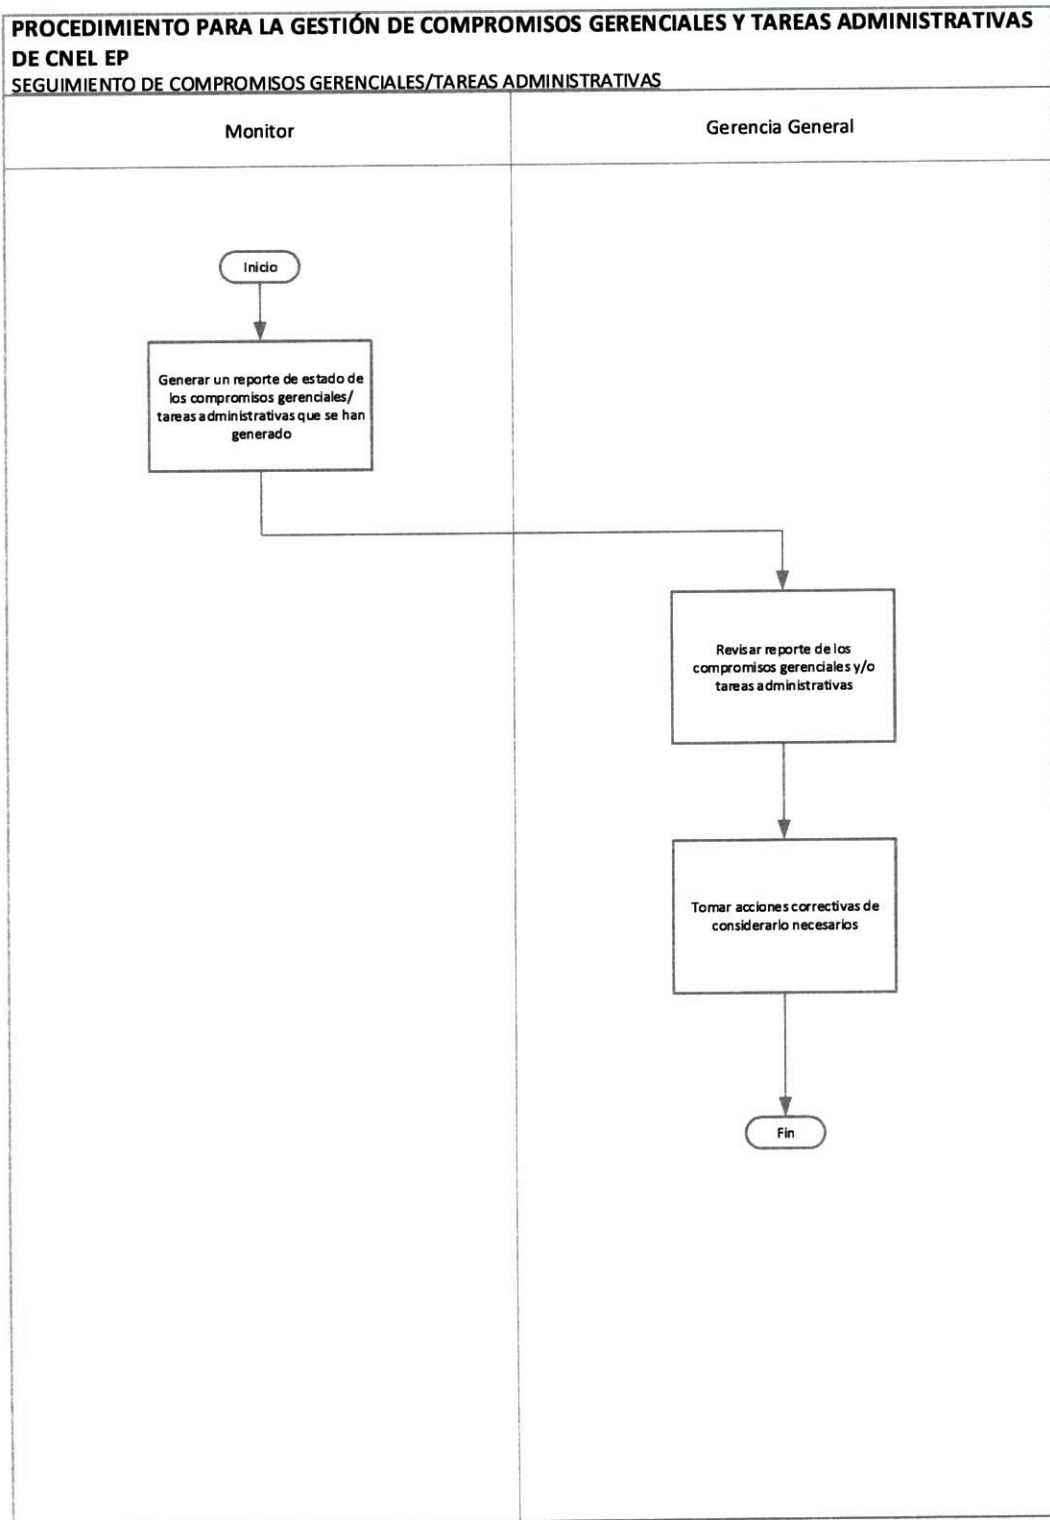 PROCEDIMIENTO PARA LA GESTIÓN DE COMPROMISOS GERENCIALES Y TAREAS ADMINISTRATIVAS
DE CNEL EP
SEGUIMIENTO DE COMPROMISOS GERENCIALES/TAREAS ADMINISTRATIVAS
Monitor
Gerencia General
Inicio
Generar un reporte de estado de
los compromisos gerenciales/
tareas administrativas que se han
generado
Revisar reporte de los
compromisos gerenciales y/o
tareas administrativas
Tomar acciones correctivas de
considerarlo necesarios
Fin